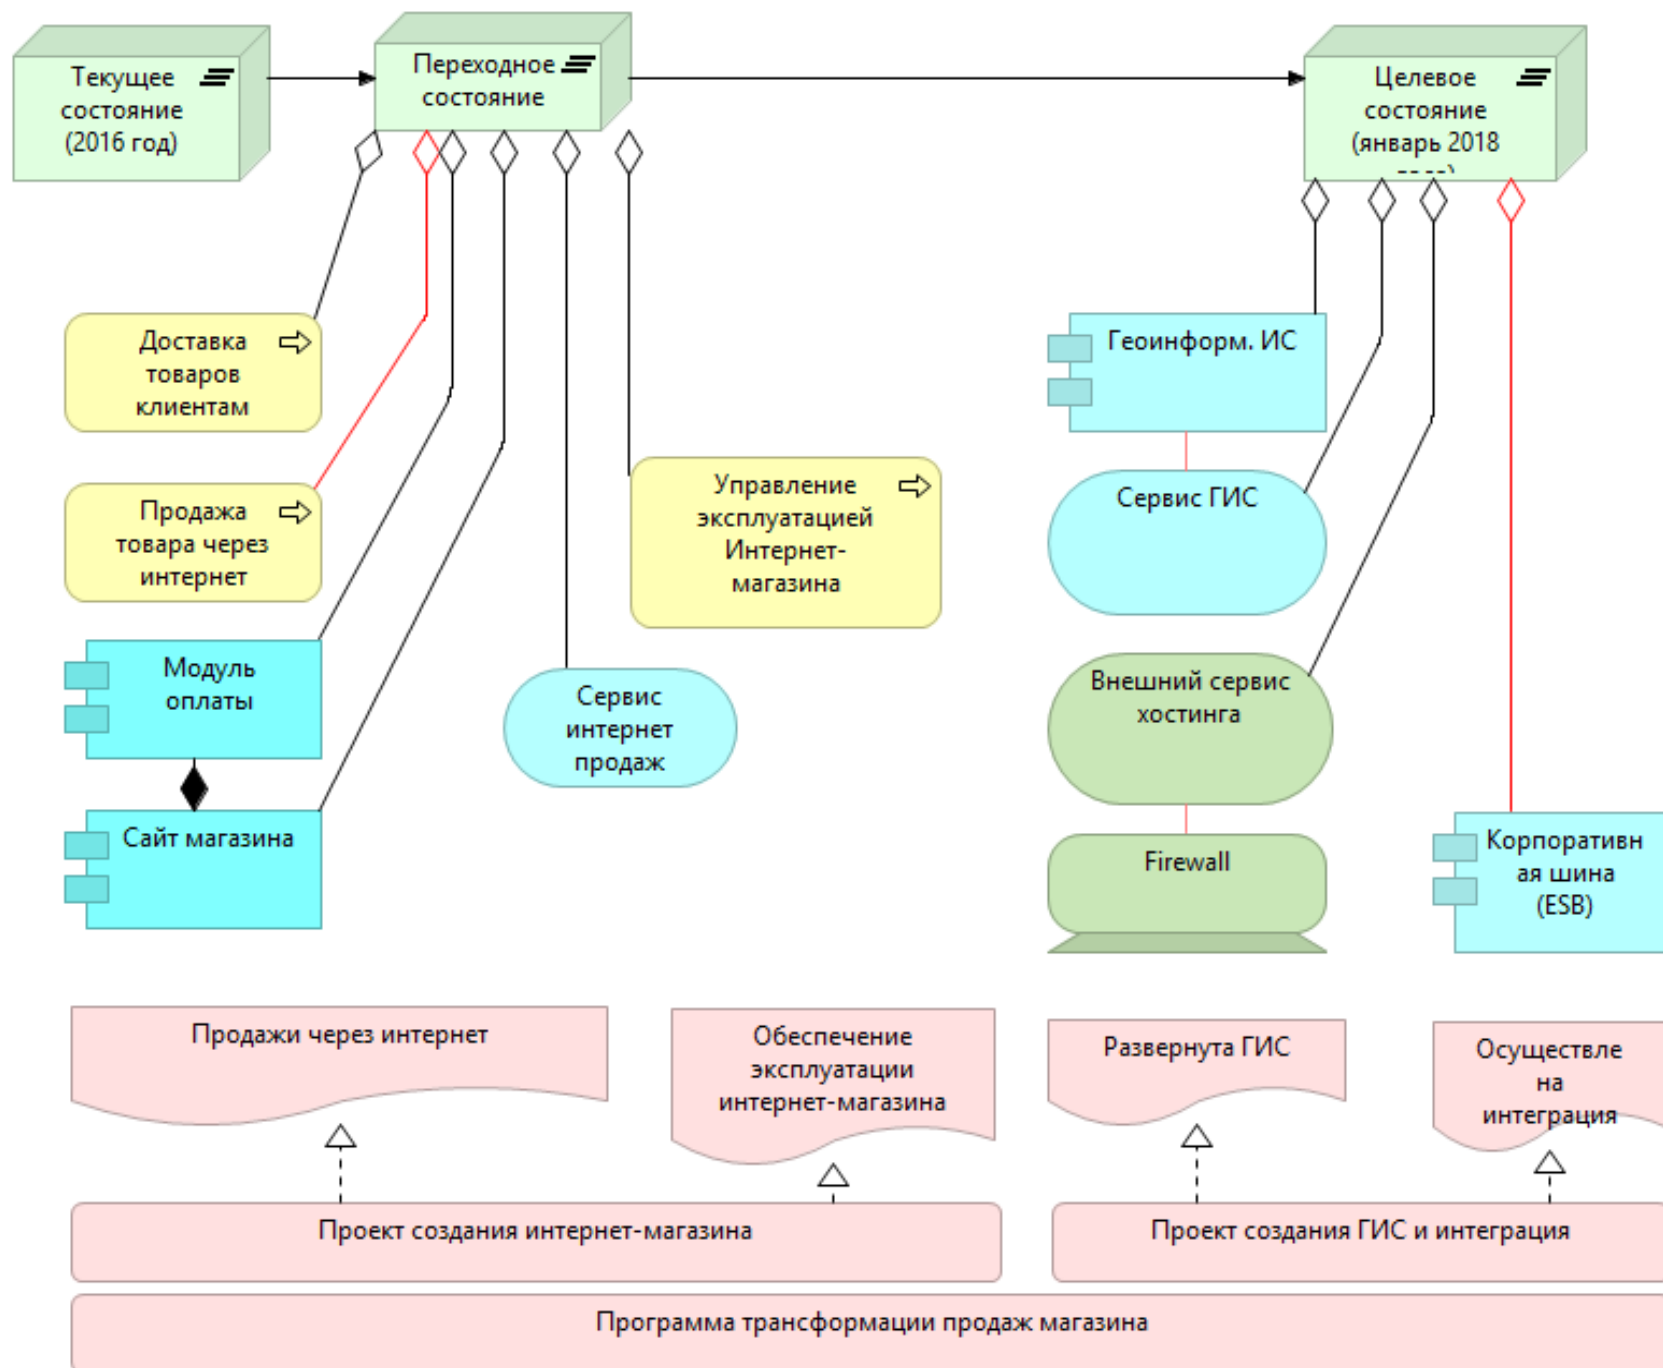 Текущее
состояние
(2016 год)
Переходное
состояние
Целевое
состояние
(январь 2018
Доставка
товаров
клиентам
Продажа
товара через
интернет
Модуль
оплаты
Сайт магазина
Сервис
интернет
продаж
Управление
эксплуатацией
Интернет-
магазина
Геоинформ. ИС
Сервис ГИС
Внешний сервис
хостинга
Firewall
Корпоративн
ая шина
(ESB)
Продажи через интернет
Обеспечение
эксплуатации
интернет-магазина
Развернута ГИС
Осуществле
на
интеграция
Проект создания интернет-магазина
Проект создания ГИС и интеграция
Программа трансформации продаж магазина